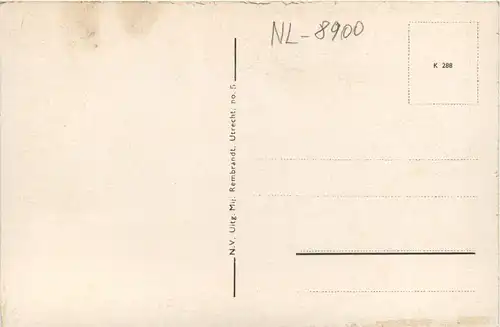 NL-8900
K 288
N.V. Uitg. Mij. Rembrandt. Utrecht. no. 5